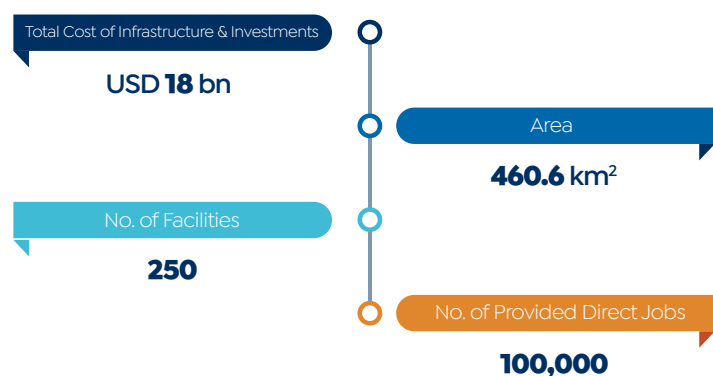 Total Cost of Infrastructure & Investments
USD 18 bn
Area
460.6 km²
No. of Facilities
250
No. of Provided Direct Jobs
100,000